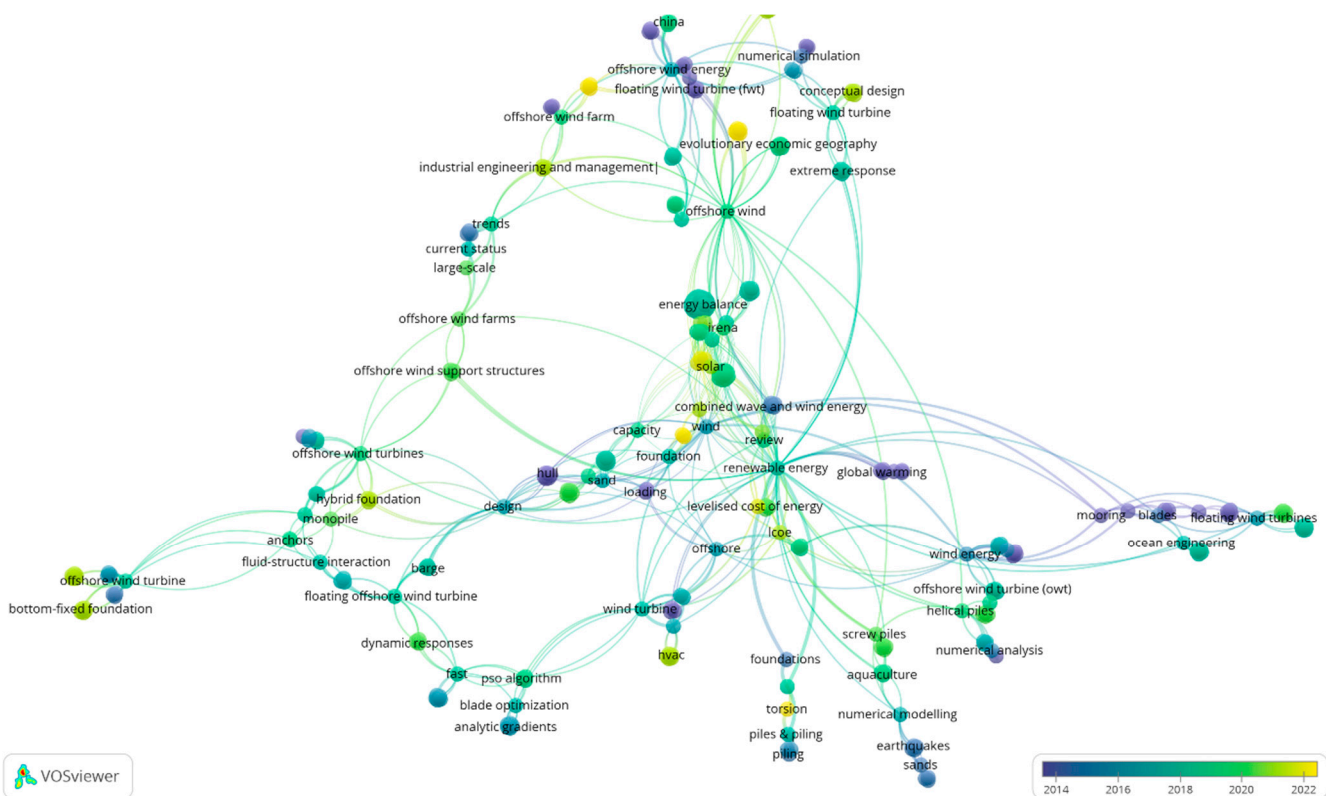 china
numerical simulation
offshore wind energy
floating wind turbine (fwt)
conceptual design
floating wind turbine
offshore wind farm
evolutionary economic geography
industrial engineering and management|
extreme response
offshore wind
trends
current status
large-scale
energy balance
offshore wind farms
irena
solar
offshore wind support structures
combined wave and wind energy
wind
capacity
review
offshore wind turbines
foundation
renewable energy
global warming
hull
sand
loading
hybrid foundation
design
levelised cost of energy
monopile
mooring
blades
floating wind turbines
lcoe
anchors
offshore
ocean engineering
wind energy
fluid-structure interaction
barge
offshore wind turbine
offshore wind turbine (owt)
floating offshore wind turbine
bottom-fixed foundation
wind turbine
helical piles
screw piles
dynamic responses
numerical analysis
hvac
foundations
fast
pso algorithm
aquaculture
blade optimization
torsion
numerical modelling
analytic gradients
piles & piling
earthquakes
piling
sands
VOSviewer
2014 2016 2018 2020 2022